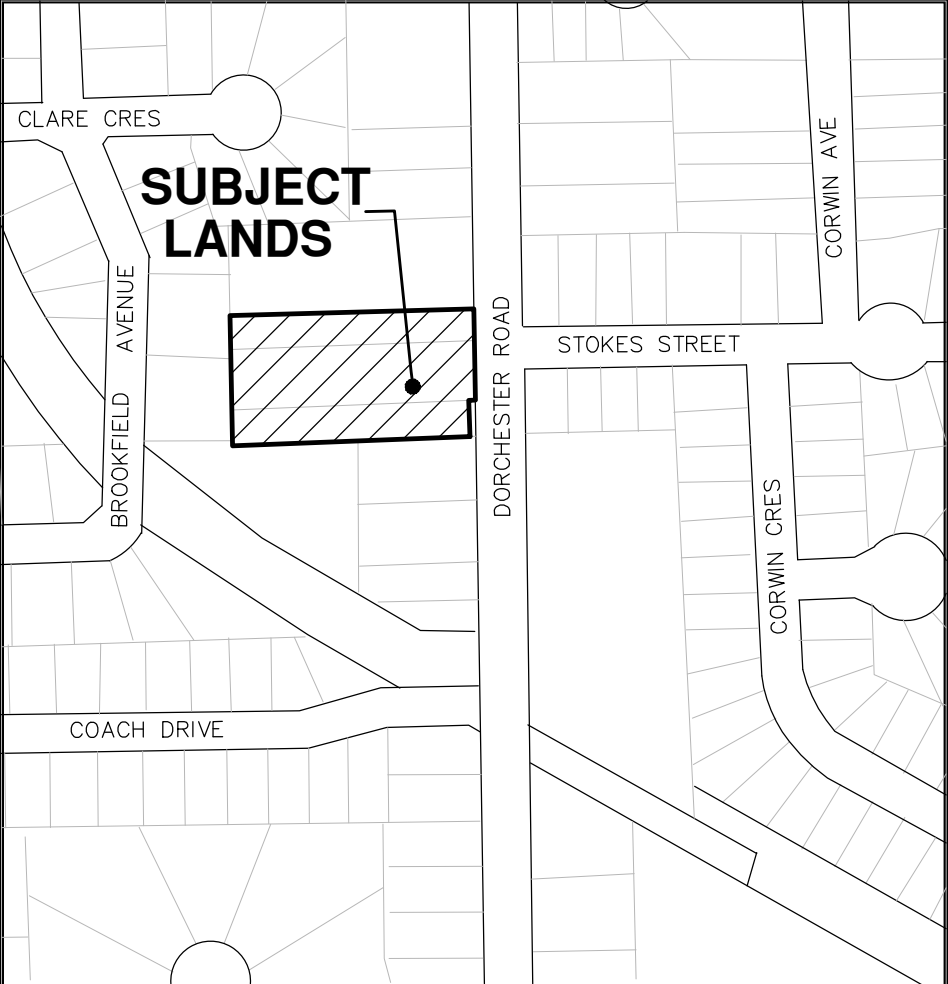 CLARE CRES
SUBJECT
LANDS
CORWIN AVE
BROOKFIELD AVENUE
DORCHESTER ROAD
STOKES STREET
CORWIN CRES
COACH DRIVE